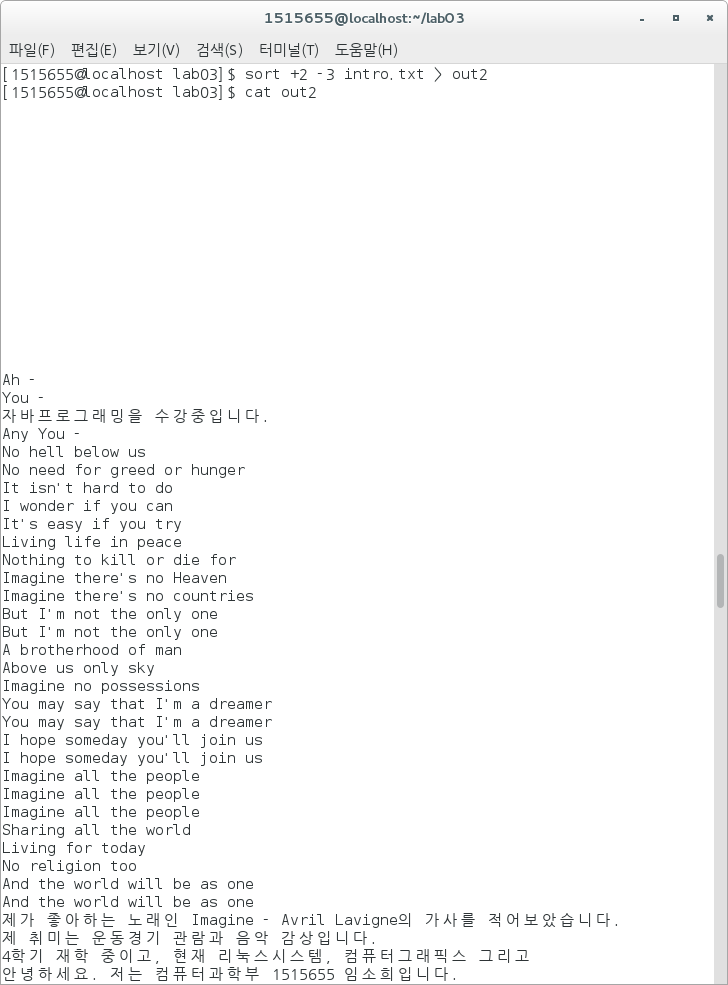 1515655@localhost:~/lab03
파일(F) 편집(E) 보기(V) 검색(S) 터미널(T) 도움말(H)
[1515655@localhost lab03]$ sort +2 -3 intro.txt > out2
[1515655@localhost lab03]$ cat out2
Ah -
You -
자바프로그래밍을 수강중입니다.
Any You -
No hell below us
No need for greed or hunger
It isn't hard to do
I wonder if you can
It's easy if you try
Living life in peace
Nothing to kill or die for
Imagine there's no Heaven
Imagine there's no countries
But I'm not the only one
But I'm not the only one
A brotherhood of man
Above us only sky
Imagine no possessions
You may say that I'm a dreamer
You may say that I'm a dreamer
I hope someday you'll join us
I hope someday you'll join us
Imagine all the people
Imagine all the people
Imagine all the people
Sharing all the world
Living for today
No religion too
And the world will be as one
And the world will be as one
제가 좋아하는 노래인 Imagine - Avril Lavigne의 가사를 적어보았습니다.
제 취미는 운동경기 관람과 음악 감상입니다.
4학기 재학 중이고, 현재 리눅스시스템, 컴퓨터그래픽스 그리고
안녕하세요. 저는 컴퓨터과학부 1515655 임소희입니다.